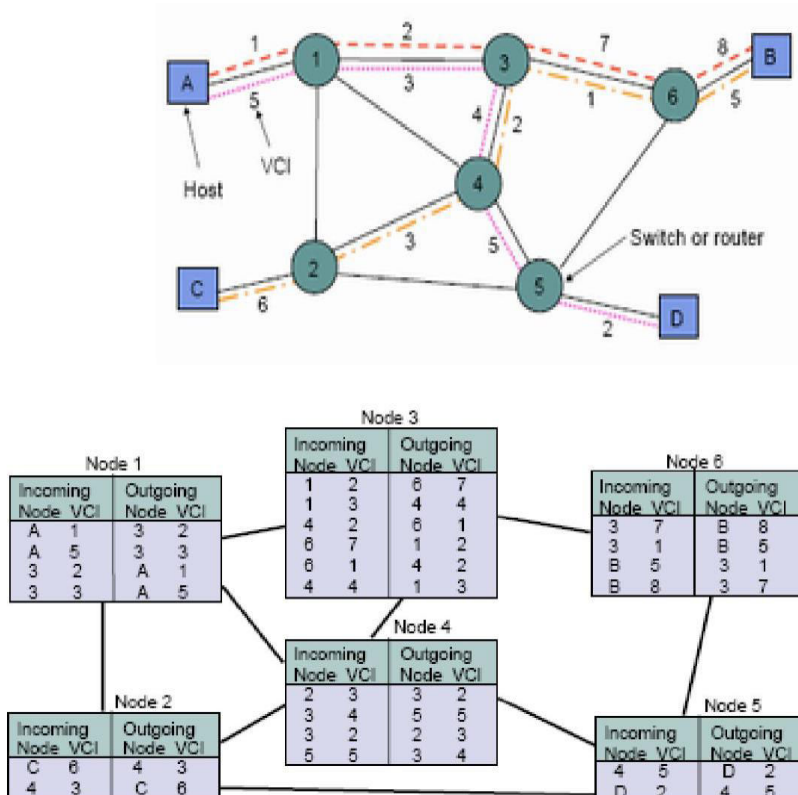 1
2
7
8
A
1
3
B
5
3
1
6
5
4
2
VCI
Host
4
3
5
Switch or router
C
2
6
5
2
D
Node 3
Incoming Outgoing
Node VCI Node VCI
1 2 6 7
1 3 4 4
4 2 6 1
6 7 1 2
6 1 4 2
4 4 1 3
Node 1
Incoming Outgoing
Node VCI Node VCI
A 1 3 2
A 5 3 3
3 2 A 1
3 3 A 5
Node 6
Incoming Outgoing
Node VCI Node VCI
3 7 B 8
3 1 B 5
B 5 3 1
B 8 3 7
Node 4
Incoming Outgoing
Node VCI Node VCI
2 3 3 2
3 4 5 5
3 2 2 3
5 5 3 4
Node 2
Incoming Outgoing
Node VCI Node VCI
C 6 4 3
4 3 C 6
Node 5
Incoming Outgoing
Node VCI Node VCI
4 5 D 2
D 2 4 5